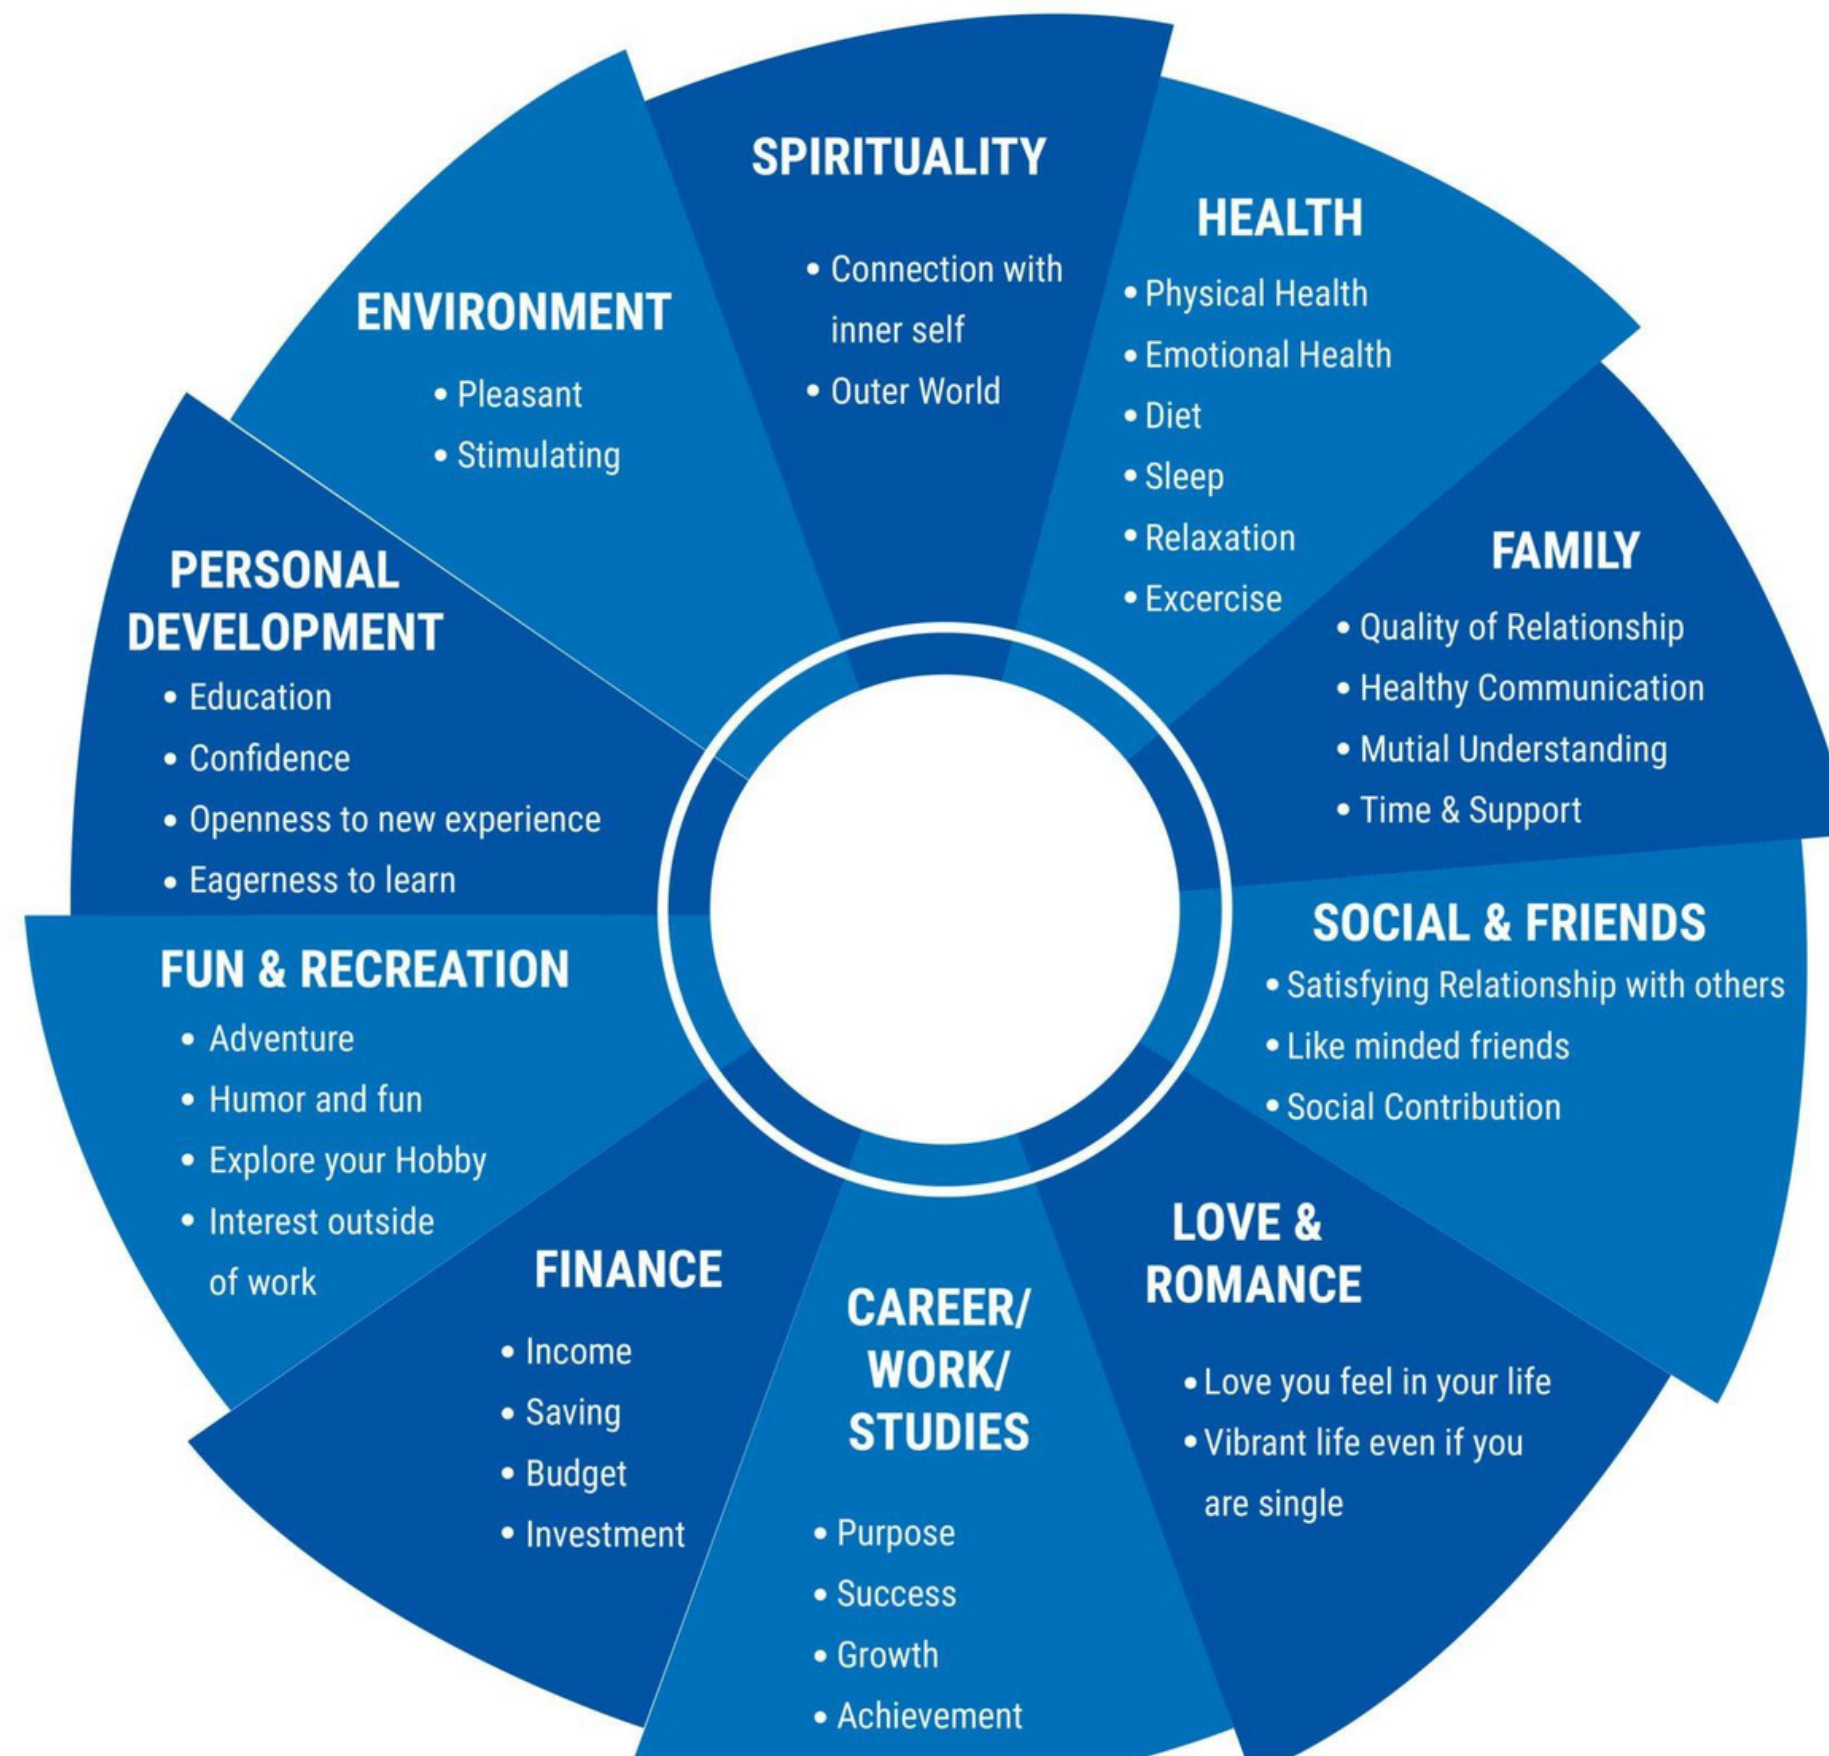 SPIRITUALITY
• Connection with
inner self
• Outer World
HEALTH
• Physical Health
• Emotional Health
• Diet
• Sleep
• Relaxation
• Excercise
FAMILY
• Quality of Relationship
• Healthy Communication
• Mutial Understanding
• Time & Support
SOCIAL & FRIENDS
• Satisfying Relationship with others
• Like minded friends
• Social Contribution
LOVE &
ROMANCE
• Love you feel in your life
• Vibrant life even if you
are single
CAREER/
WORK/
STUDIES
• Purpose
• Success
• Growth
• Achievement
FINANCE
• Income
• Saving
• Budget
• Investment
FUN & RECREATION
• Adventure
• Humor and fun
• Explore your Hobby
• Interest outside
of work
PERSONAL
DEVELOPMENT
• Education
• Confidence
• Openness to new experience
• Eagerness to learn
ENVIRONMENT
• Pleasant
• Stimulating